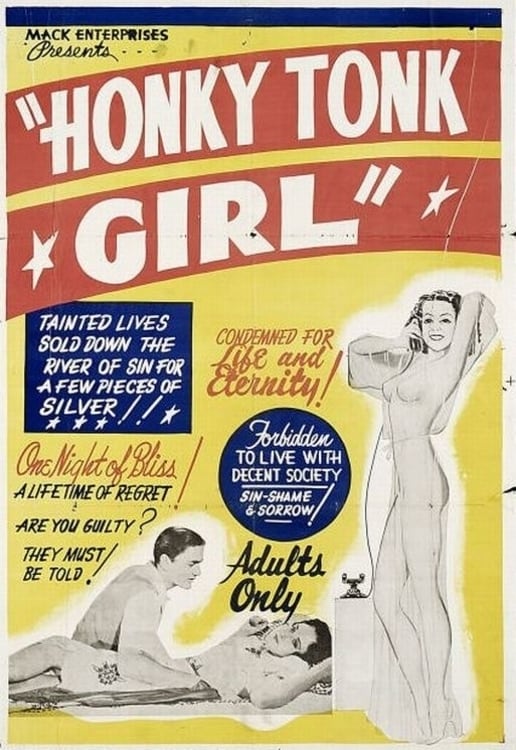 MACK ENTERPRISES
Presents - - -
"HONKY TONK
GIRL"
TAINTED LIVES
SOLD DOWN THE
RIVER OF SIN FOR
A FEW PIECES OF
SILVER!!
CONDEMNED FOR
Life and
Eternity!
One Night of Bliss!
A LIFETIME OF REGRET
ARE YOU GUILTY?
THEY MUST
BE TOLD!
Forbidden
TO LIVE WITH
DECENT SOCIETY
SIN-SHAME
& SORROW!
Adults
Only